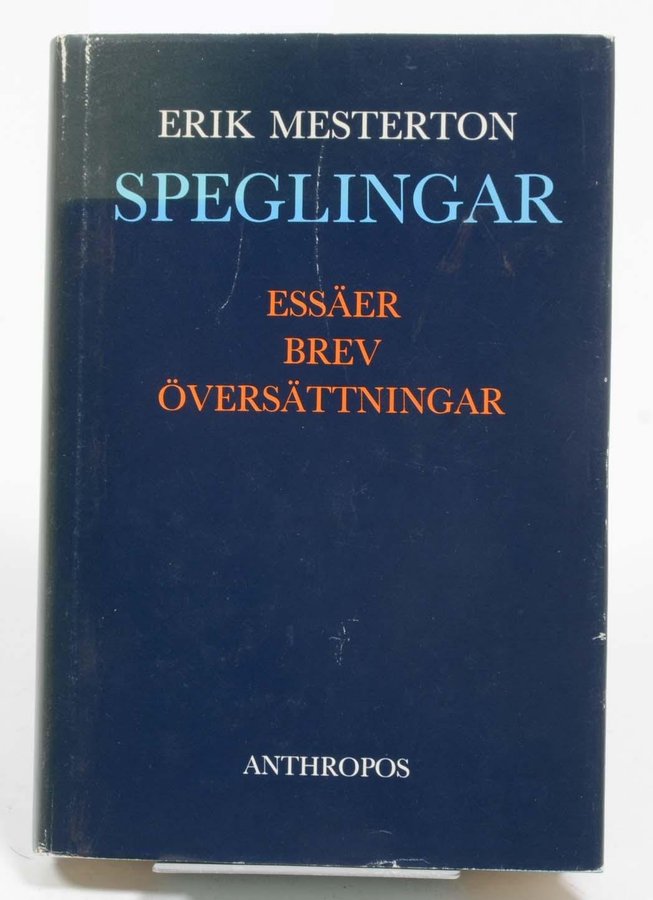 ERIK MESTERTON
SPEGLINGAR
ESSÄER
BREV
ÖVERSÄTTNINGAR
ANTHROPOS